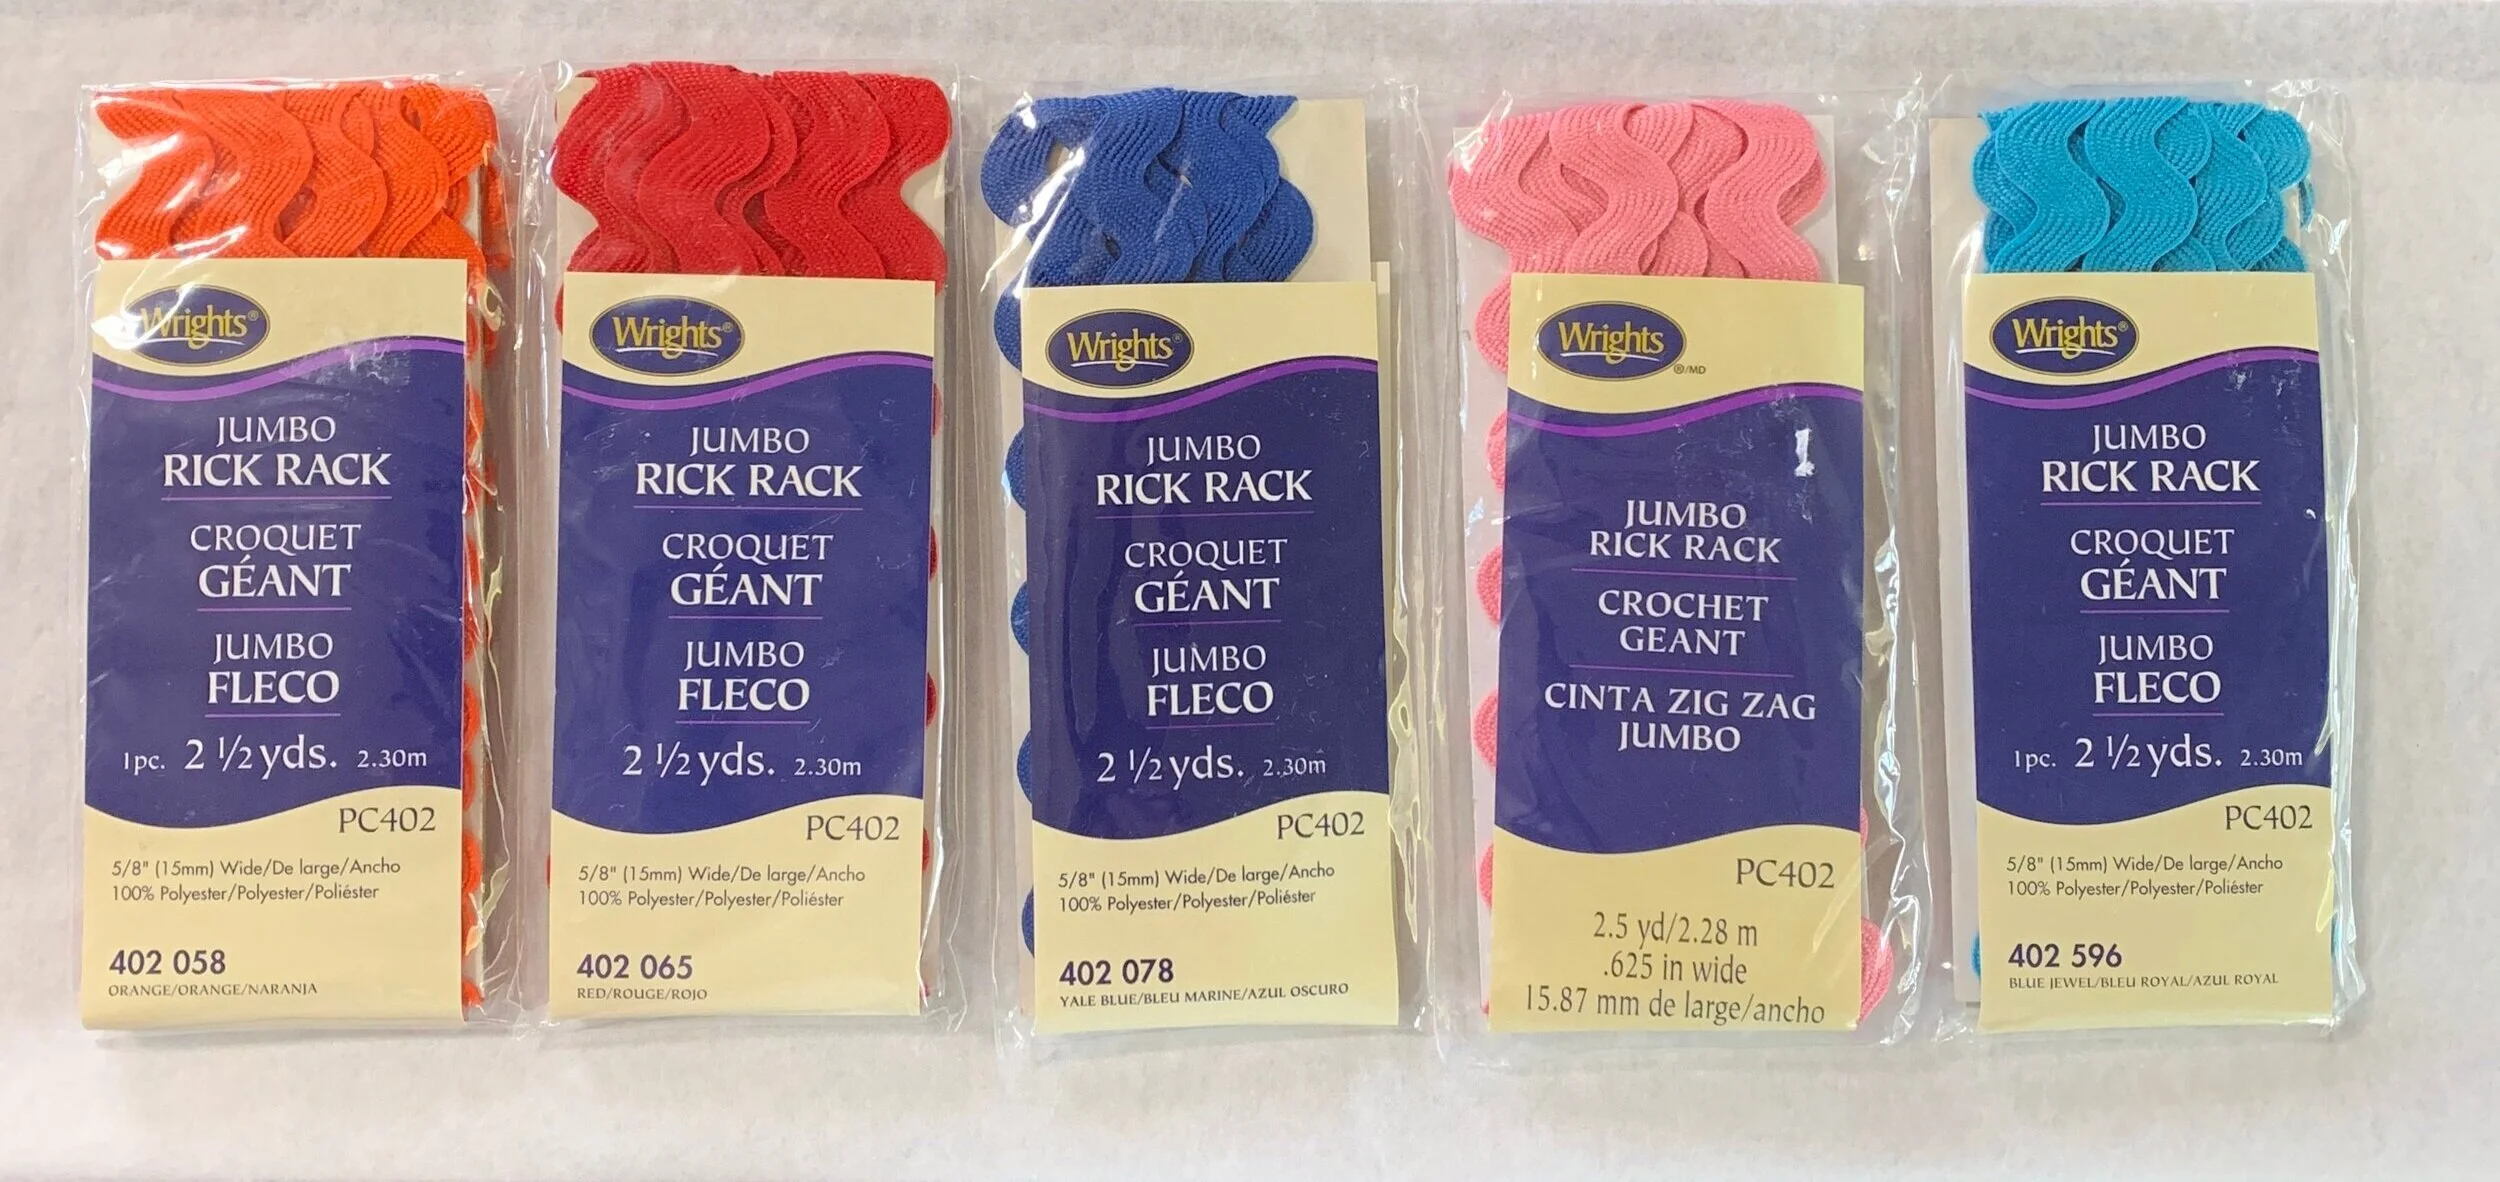 Wrights®
JUMBO
RICK RACK
CROQUET
GÉANT
JUMBO
FLECO
1pc. 2 ½ yds. 2.30m
PC402
5/8" (15mm) Wide/De large/Ancho
100% Polyester/Polyester/Poliéster
402 058
ORANGE/ORANGE/NARANJA
Wrights®
JUMBO
RICK RACK
CROQUET
GÉANT
JUMBO
FLECO
2 ½ yds. 2.30m
PC402
5/8" (15mm) Wide/De large/Ancho
100% Polyester/Polyester/Poliéster
402 065
RED/ROUGE/ROJO
Wrights®
JUMBO
RICK RACK
CROQUET
GÉANT
JUMBO
FLECO
2 ½ yds. 2.30m
PC402
5/8" (15mm) Wide/De large/Ancho
100% Polyester/Polyester/Poliéster
402 078
YALE BLUE/BLEU MARINE/AZUL OSCURO
Wrights
®/MD
JUMBO
RICK RACK
CROCHET
GEANT
CINTA ZIG ZAG
JUMBO
PC402
2.5 yd/2.28 m
.625 in wide
15.87 mm de large/ancho
Wrights®
JUMBO
RICK RACK
CROQUET
GÉANT
JUMBO
FLECO
1pc. 2 ½ yds. 2.30m
PC402
5/8" (15mm) Wide/De large/Ancho
100% Polyester/Polyester/Poliéster
402 596
BLUE JEWEL/BLEU ROYAL/AZUL ROYAL